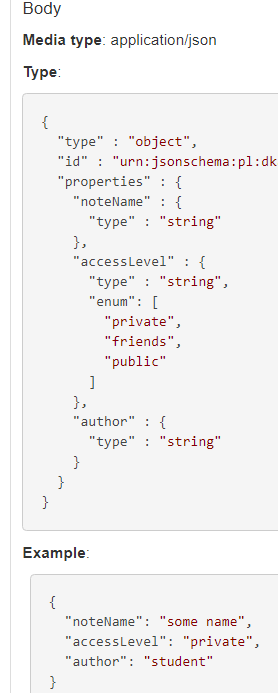 Body
Media type: application/json
Type:
{
"type" : "object",
"id" : "urn:jsonschema:pl:dk
"properties" : {
"noteName" : {
"type" : "string"
},
"accessLevel" : {
"type" : "string",
"enum": [
"private",
"friends",
"public"
]
},
"author" : {
"type" : "string"
}
}
}
Example:
{
"noteName": "some name",
"accessLevel": "private",
"author": "student"
}